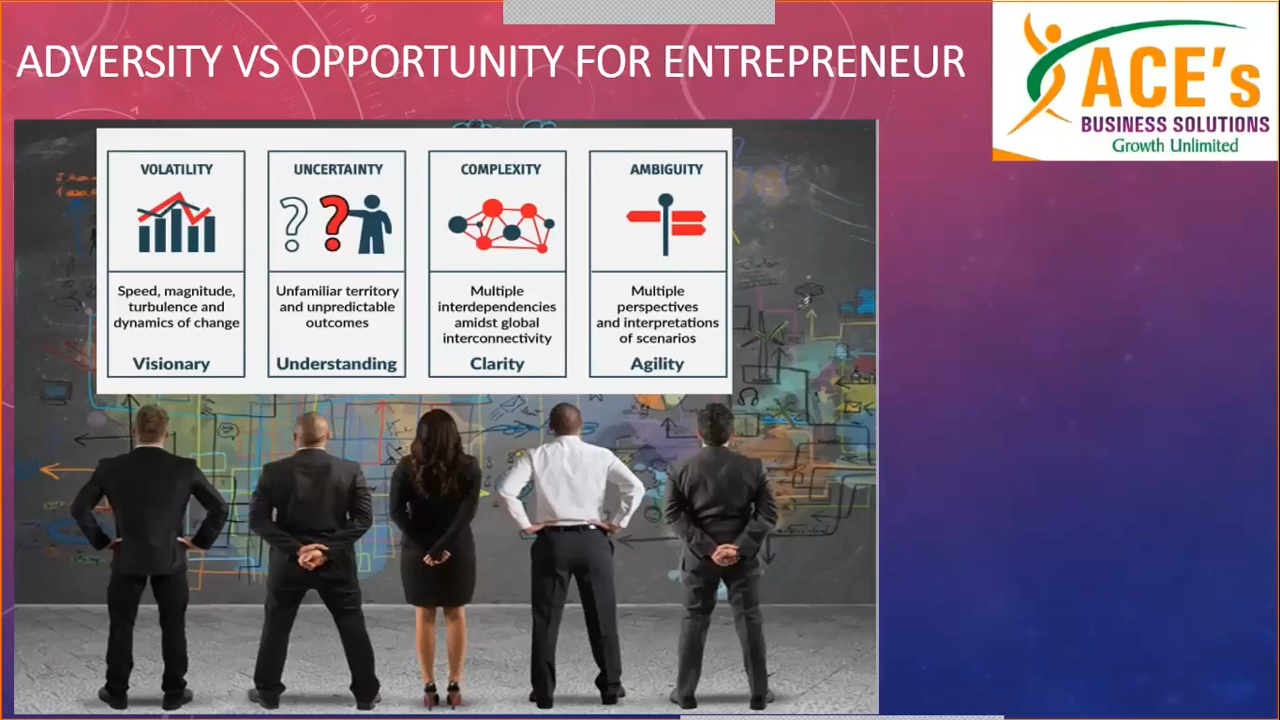 ADVERSITY VS OPPORTUNITY FOR ENTREPRENEUR
ACE's
BUSINESS SOLUTIONS
Growth Unlimited
VOLATILITY
Speed, magnitude,
turbulence and
dynamics of change
Visionary
UNCERTAINTY
Unfamiliar territory
and unpredictable
outcomes
Understanding
COMPLEXITY
Multiple
interdependencies
amidst global
interconnectivity
Clarity
AMBIGUITY
Multiple
perspectives
and interpretations
of scenarios
Agility